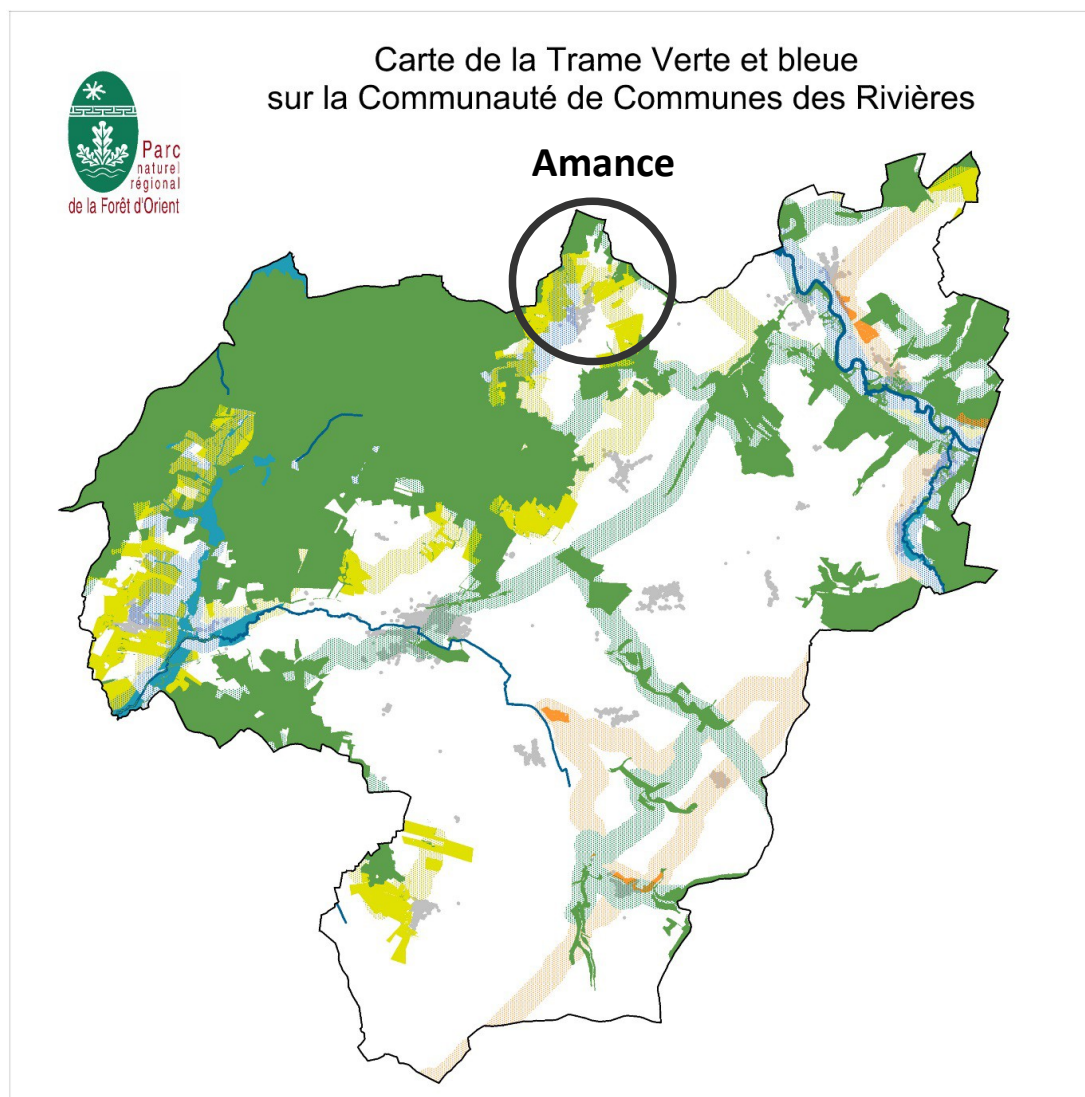 Carte de la Trame Verte et bleue
sur la Communauté de Communes des Rivières
Parc
naturel
régional
de la Forêt d'Orient
Amance